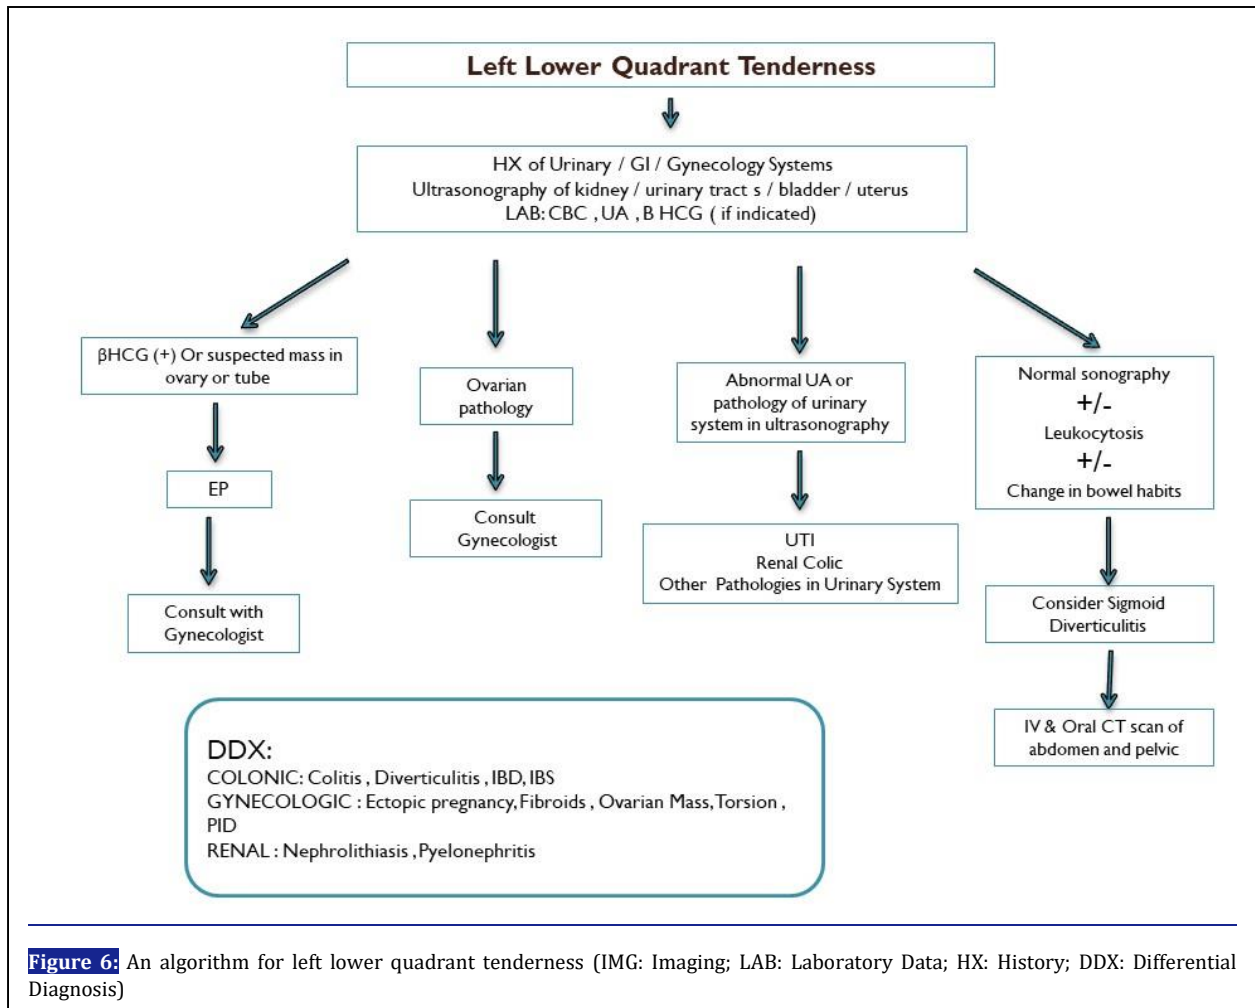 Left Lower Quadrant Tenderness
HX of Urinary / GI / Gynecology Systems
Ultrasonography of kidney / urinary tract s / bladder / uterus
LAB: CBC , UA , B HCG ( if indicated)
βHCG (+) Or suspected mass in
ovary or tube
EP
Consult with
Gynecologist
Ovarian
pathology
Consult
Gynecologist
Abnormal UA or
pathology of urinary
system in ultrasonography
UTI
Renal Colic
Other Pathologies in Urinary System
Normal sonography
+/-
Leukocytosis
+/-
Change in bowel habits
Consider Sigmoid
Diverticulitis
IV & Oral CT scan of
abdomen and pelvic
DDX:
COLONIC: Colitis , Diverticulitis , IBD, IBS
GYNECOLOGIC : Ectopic pregnancy, Fibroids , Ovarian Mass, Torsion ,
PID
RENAL : Nephrolithiasis , Pyelonephritis
Figure 6: An algorithm for left lower quadrant tenderness (IMG: Imaging; LAB: Laboratory Data; HX: History; DDX: Differential
Diagnosis)